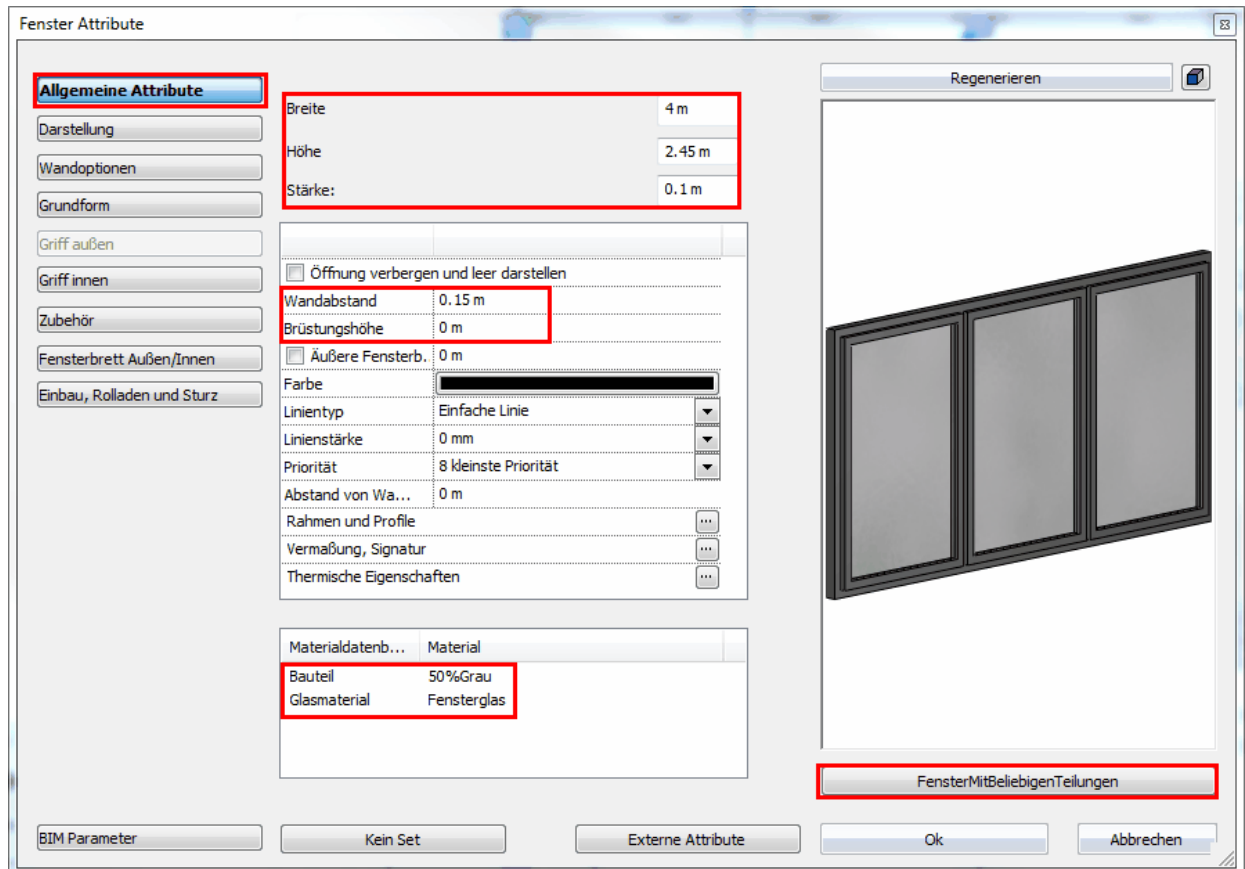 Fenster Attribute
Allgemeine Attribute
Darstellung
Wandoptionen
Grundform
Griff außen
Griff innen
Zubehör
Fensterbrett Außen/Innen
Einbau, Rolladen und Sturz
BIM Parameter
Breite 4 m
Höhe 2.45 m
Stärke: 0.1 m
Öffnung verbergen und leer darstellen
Wandabstand 0.15 m
Brüstungshöhe 0 m
Äußere Fensterb. 0 m
Farbe
Linientyp Einfache Linie
Linienstärke 0 mm
Priorität 8 kleinste Priorität
Abstand von Wa... 0 m
Rahmen und Profile ...
Vermaßung, Signatur ...
Thermische Eigenschaften ...
Materialdatenb... Material
Bauteil 50%Grau
Glasmaterial Fensterglas
Kein Set
Externe Attribute
Regenerieren
FensterMitBeliebigenTeilungen
Ok
Abbrechen